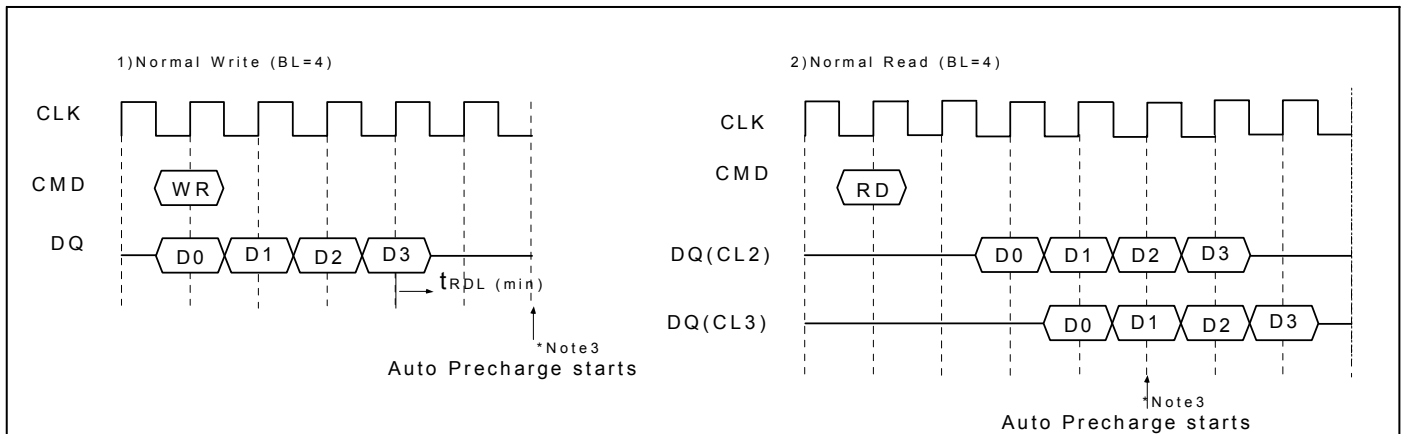 1)Normal Write (BL=4)
CLK
CMD
WR
DQ
D0 D1 D2 D3
tRDL (min)
*Note3
Auto Precharge starts
2)Normal Read (BL=4)
CLK
CMD
RD
DQ(CL2)
D0 D1 D2 D3
DQ(CL3)
D0 D1 D2 D3
*Note3
Auto Precharge starts